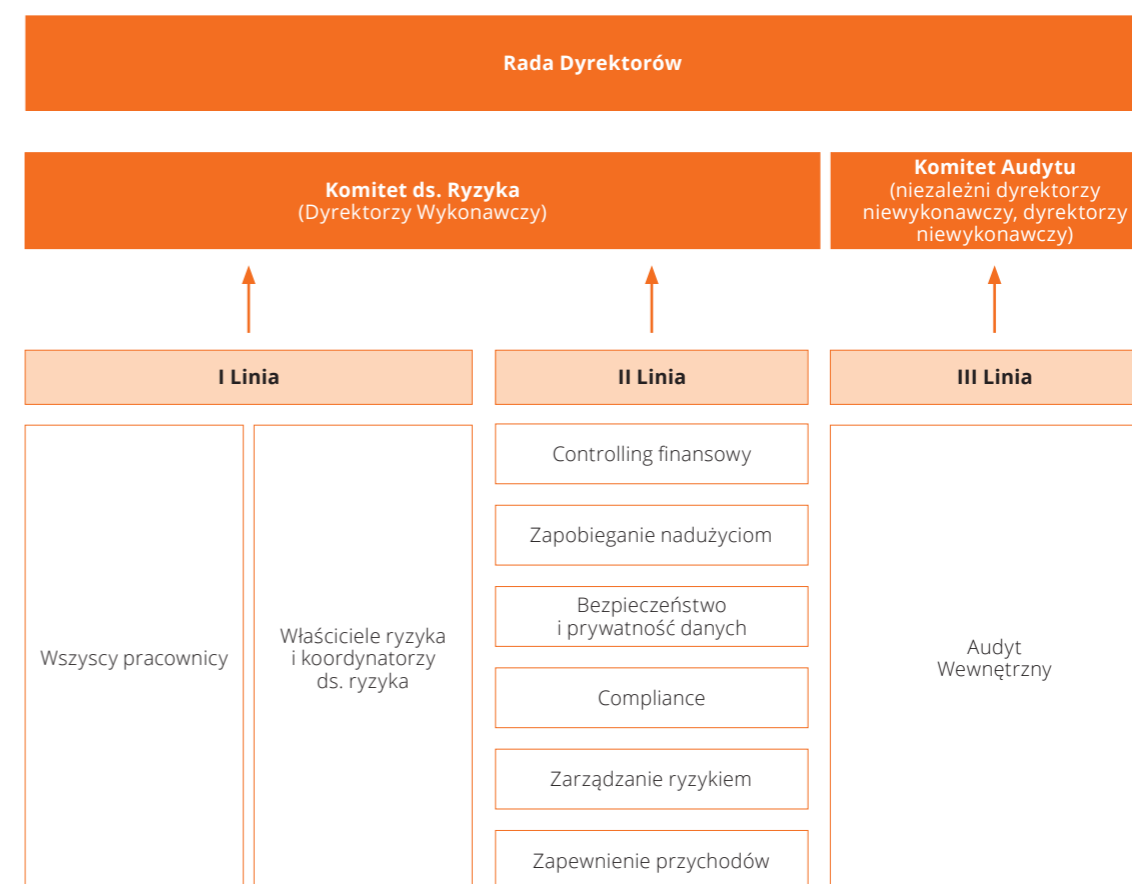 Rada Dyrektorów
Komitet ds. Ryzyka
(Dyrektorzy Wykonawczy)
Komitet Audytu
(niezależni dyrektorzy
niewykonawczy, dyrektorzy
niewykonawczy)
I Linia
II Linia
III Linia
Wszyscy pracownicy
Właściciele ryzyka
i koordynatorzy
ds. ryzyka
Controlling finansowy
Zapobieganie nadużyciom
Bezpieczeństwo
i prywatność danych
Compliance
Zarządzanie ryzykiem
Zapewnienie przychodów
Audyt
Wewnętrzny